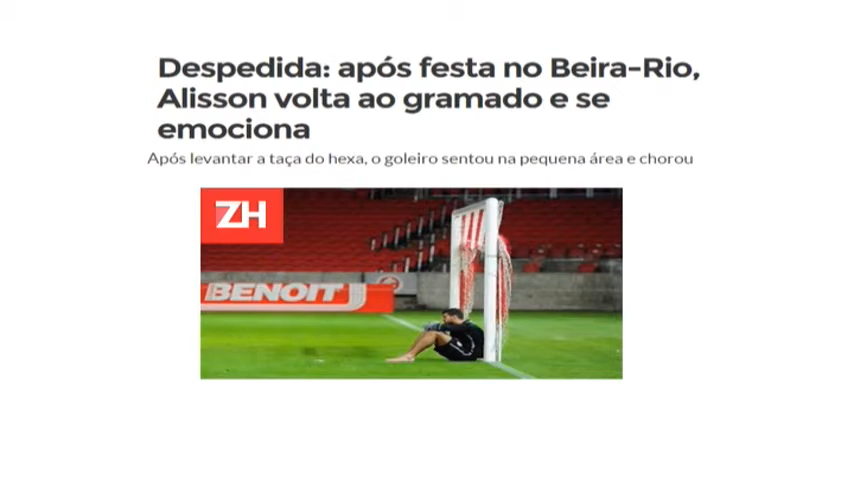 Despedida: após festa no Beira-Rio,
Alisson volta ao gramado e se
emociona
Após levantar a taça do hexa, o goleiro sentou na pequena área e chorou
ZH
BENOIT